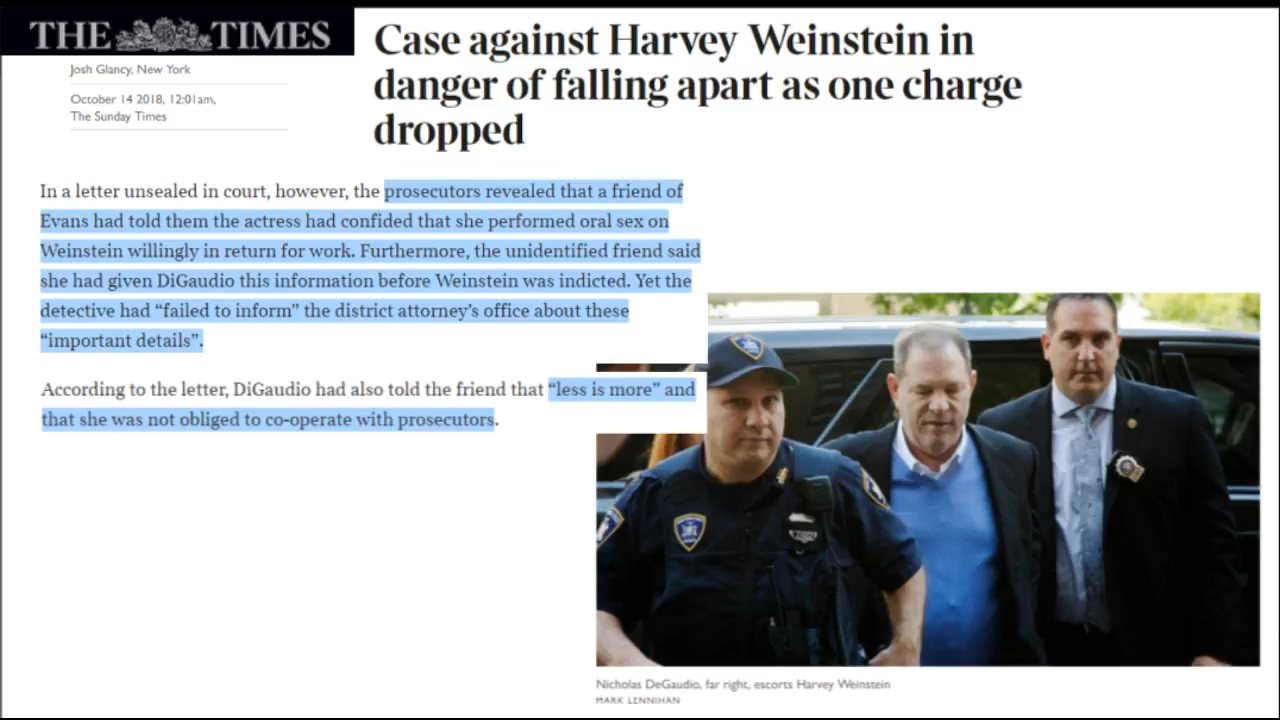 THE TIMES
Josh Glancy, New York
October 14 2018, 12:01am,
The Sunday Times
Case against Harvey Weinstein in
danger of falling apart as one charge
dropped
In a letter unsealed in court, however, the prosecutors revealed that a friend of
Evans had told them the actress had confided that she performed oral sex on
Weinstein willingly in return for work. Furthermore, the unidentified friend said
she had given DiGaudio this information before Weinstein was indicted. Yet the
detective had “failed to inform” the district attorney’s office about these
“important details”.
According to the letter, DiGaudio had also told the friend that “less is more” and
that she was not obliged to co-operate with prosecutors.
Nicholas DeGaudio, far right, escorts Harvey Weinstein
MARK LENNIHAN